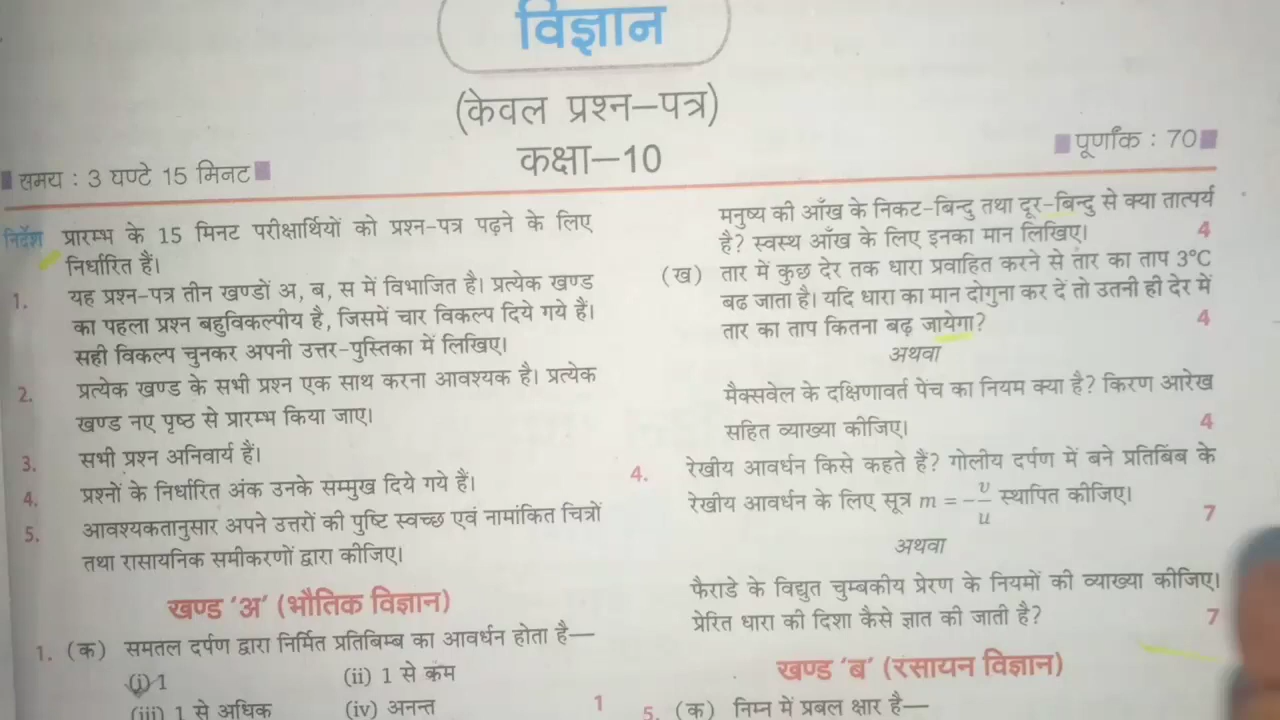 विज्ञान
(केवल प्रश्न–पत्र)
कक्षा–10
समय : 3 घण्टे 15 मिनट
पूर्णांक : 70
निर्देश प्रारम्भ के 15 मिनट परीक्षार्थियों को प्रश्न-पत्र पढ़ने के लिए
निर्धारित हैं।
1. यह प्रश्न-पत्र तीन खण्डों अ, ब, स में विभाजित है। प्रत्येक खण्ड
का पहला प्रश्न बहुविकल्पीय है, जिसमें चार विकल्प दिये गये हैं।
सही विकल्प चुनकर अपनी उत्तर-पुस्तिका में लिखिए।
2. प्रत्येक खण्ड के सभी प्रश्न एक साथ करना आवश्यक है। प्रत्येक
खण्ड नए पृष्ठ से प्रारम्भ किया जाए।
3. सभी प्रश्न अनिवार्य हैं।
4. प्रश्नों के निर्धारित अंक उनके सम्मुख दिये गये हैं।
5. आवश्यकतानुसार अपने उत्तरों की पुष्टि स्वच्छ एवं नामांकित चित्रों
तथा रासायनिक समीकरणों द्वारा कीजिए।
खण्ड 'अ' (भौतिक विज्ञान)
1. (क) समतल दर्पण द्वारा निर्मित प्रतिबिम्ब का आवर्धन होता है—
(i) 1 (ii) 1 से कम
(iii) 1 से अधिक (iv) अनन्त 1
मनुष्य की आँख के निकट-बिन्दु तथा दूर-बिन्दु से क्या तात्पर्य
है? स्वस्थ आँख के लिए इनका मान लिखिए। 4
(ख) तार में कुछ देर तक धारा प्रवाहित करने से तार का ताप 3°C
बढ जाता है। यदि धारा का मान दोगुना कर दें तो उतनी ही देर में
तार का ताप कितना बढ़ जायेगा? 4
अथवा
मैक्सवेल के दक्षिणावर्त पेंच का नियम क्या है? किरण आरेख
सहित व्याख्या कीजिए। 4
4. रेखीय आवर्धन किसे कहते हैं? गोलीय दर्पण में बने प्रतिबिंब के
रेखीय आवर्धन के लिए सूत्र m = -v/u स्थापित कीजिए। 7
अथवा
फैराडे के विद्युत चुम्बकीय प्रेरण के नियमों की व्याख्या कीजिए।
प्रेरित धारा की दिशा कैसे ज्ञात की जाती है? 7
खण्ड 'ब' (रसायन विज्ञान)
5. (क) निम्न में प्रबल क्षार है—